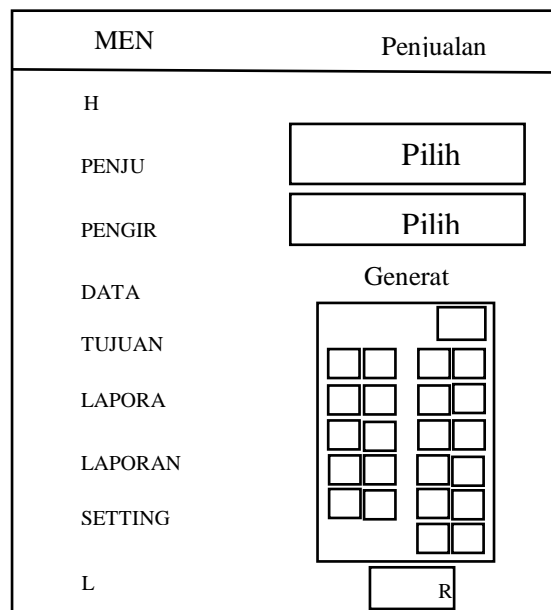 MEN
Penjualan
H
PENJU
PENGIR
DATA
TUJUAN
LAPORA
LAPORAN
SETTING
L
Pilih
Pilih
Generat
R